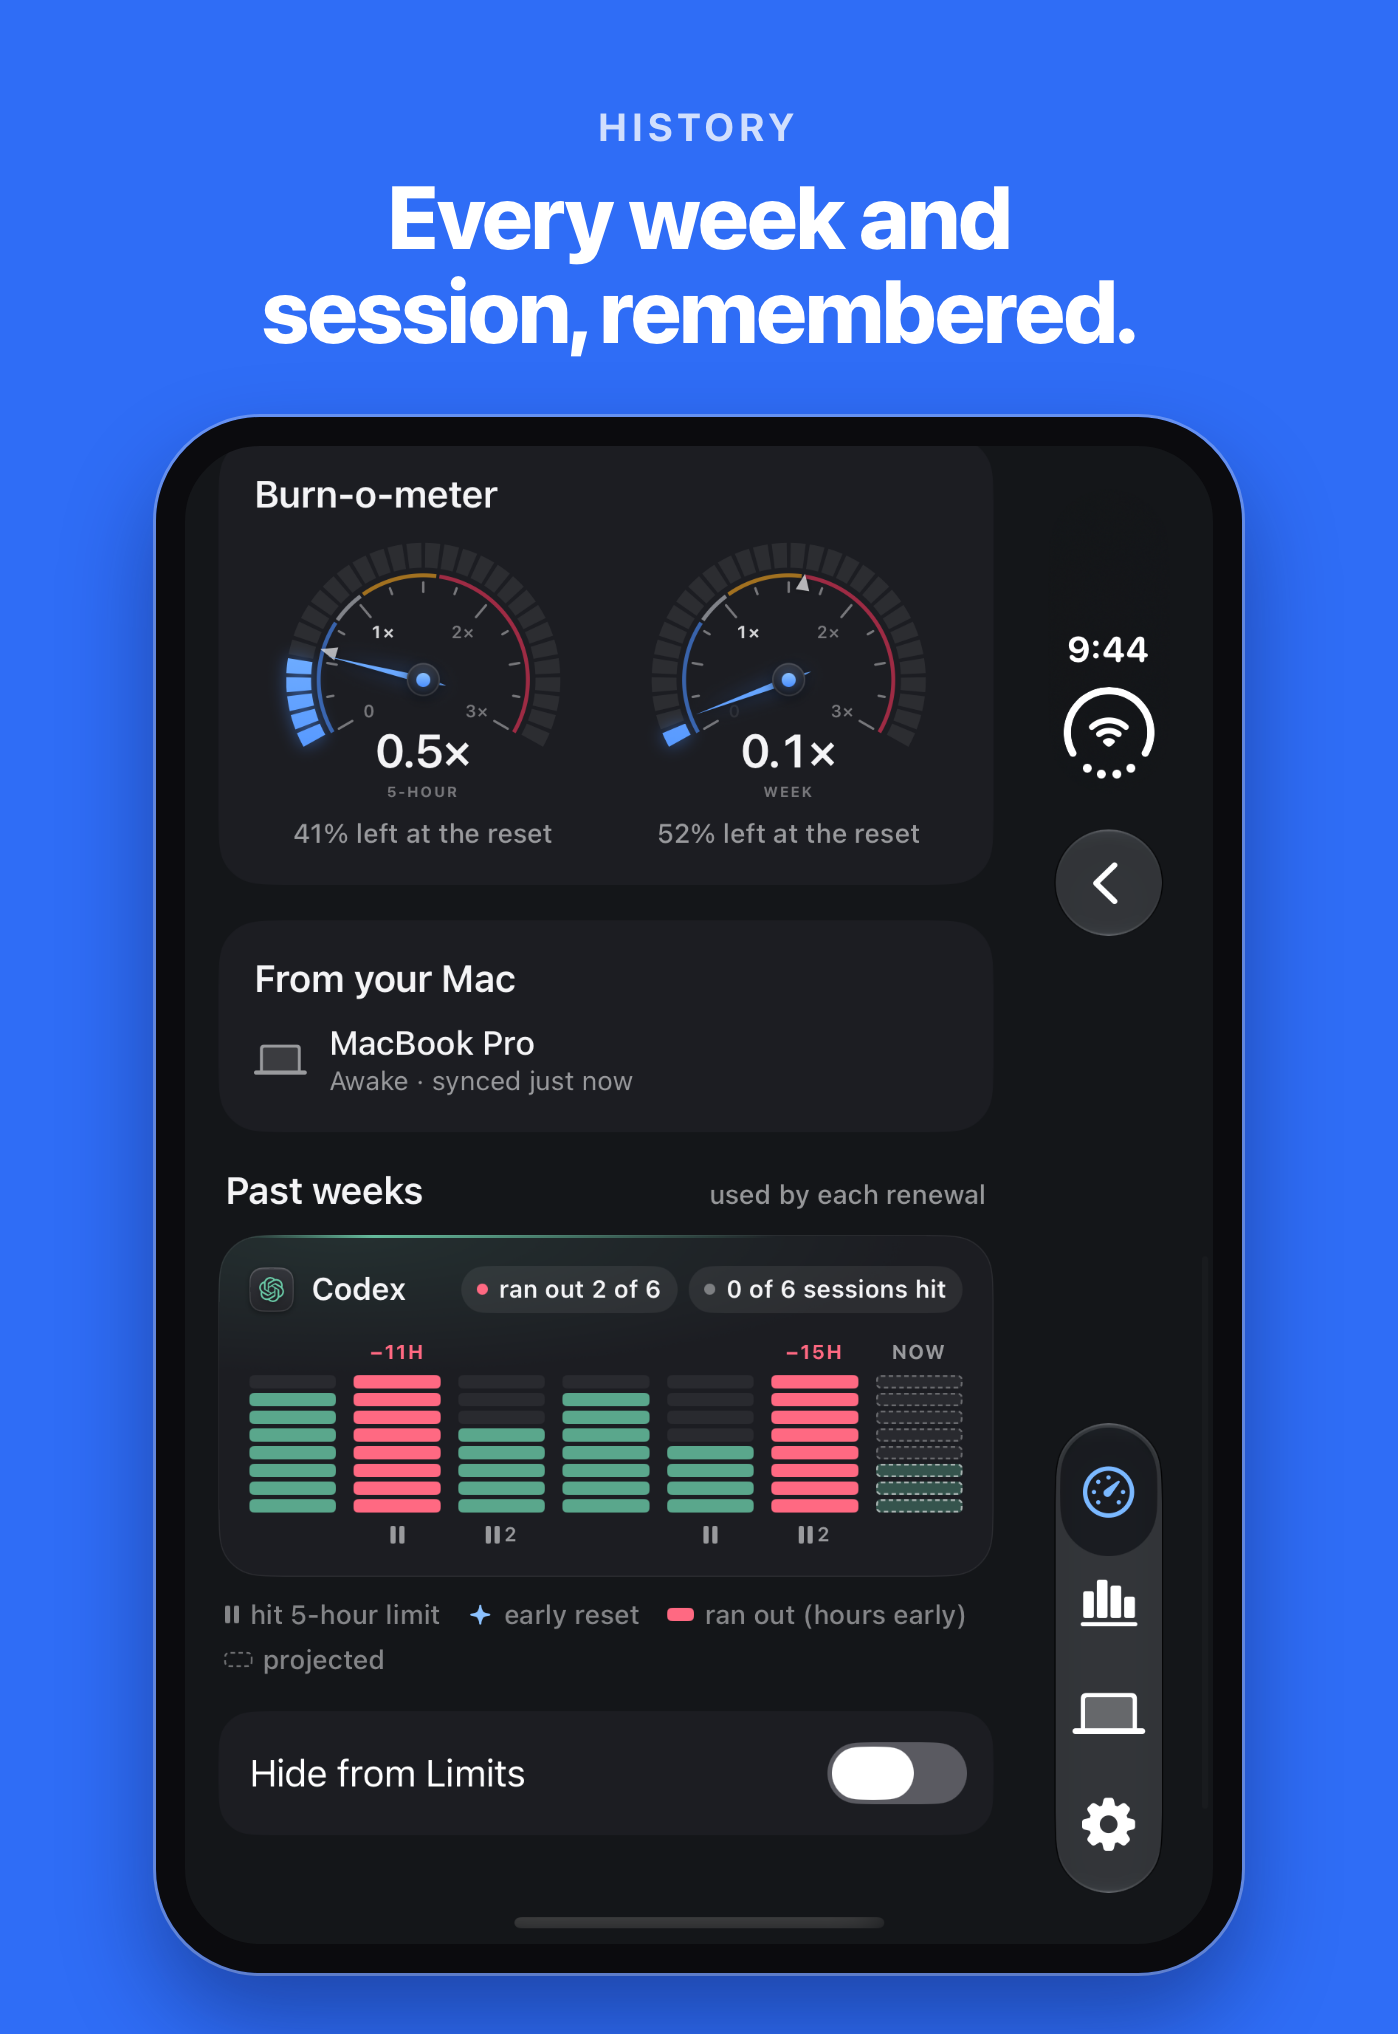 HISTORY
Every week and
session, remembered.
Burn-o-meter
1× 2×
0 3×
0.5×
5-HOUR
41% left at the reset
1× 2×
0 3×
0.1×
WEEK
52% left at the reset
9:44
From your Mac
MacBook Pro
Awake · synced just now
Past weeks
used by each renewal
Codex
ran out 2 of 6
0 of 6 sessions hit
–11H
–15H
NOW
2
2
hit 5-hour limit
early reset
ran out (hours early)
projected
Hide from Limits